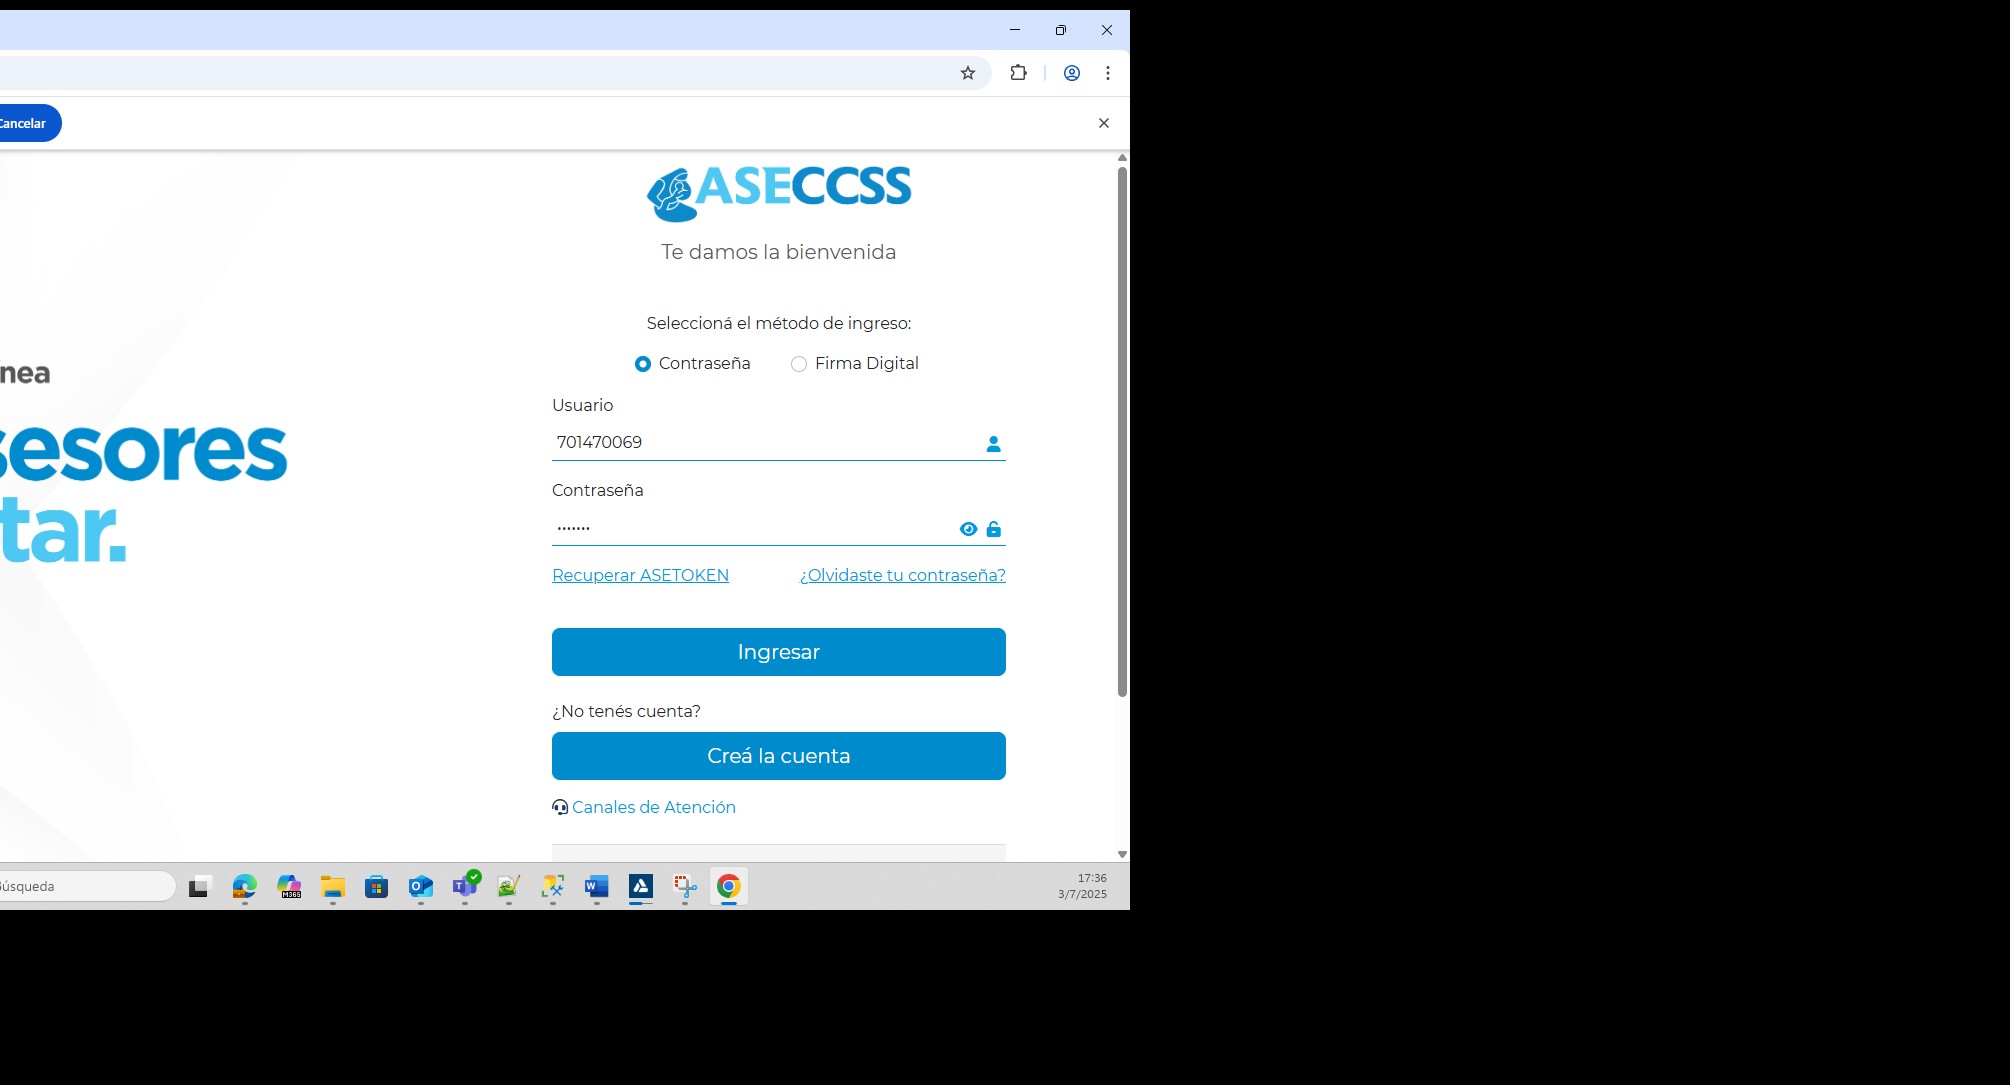 Cancelar
ASECCSS
Te damos la bienvenida
Seleccioná el método de ingreso:
Contraseña
Firma Digital
nea
sesores
tar.
Usuario
701470069
Contraseña
•••••••
Recuperar ASETOKEN
¿Olvidaste tu contraseña?
Ingresar
¿No tenés cuenta?
Creá la cuenta
Canales de Atención
Búsqueda
M365
17:36
3/7/2025